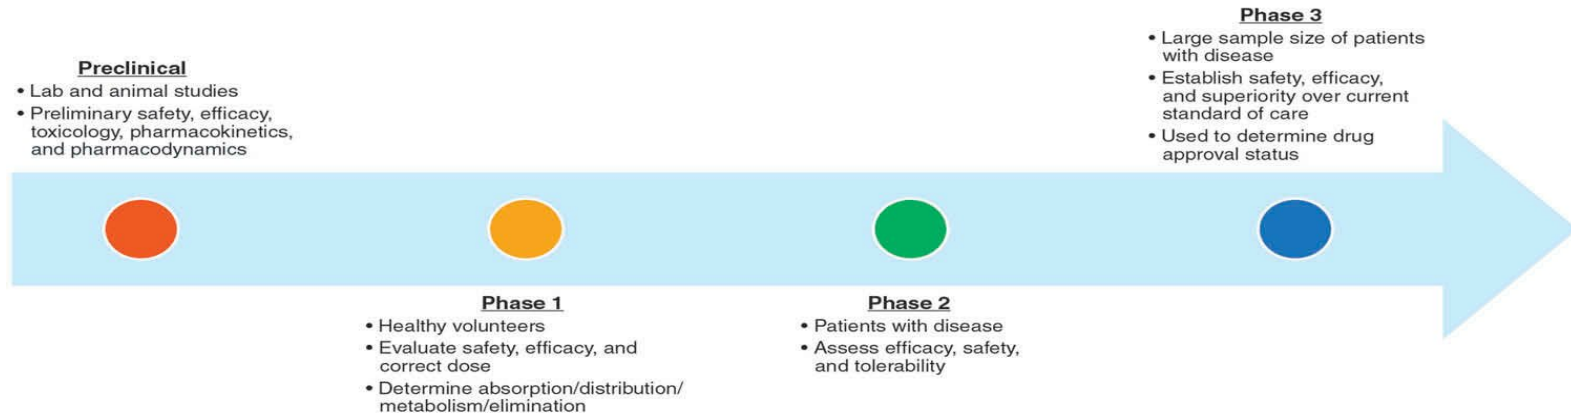 Preclinical
• Lab and animal studies
• Preliminary safety, efficacy,
toxicology, pharmacokinetics,
and pharmacodynamics
Phase 1
• Healthy volunteers
• Evaluate safety, efficacy, and
correct dose
• Determine absorption/distribution/
metabolism/elimination
Phase 2
• Patients with disease
• Assess efficacy, safety,
and tolerability
Phase 3
• Large sample size of patients
with disease
• Establish safety, efficacy,
and superiority over current
standard of care
• Used to determine drug
approval status